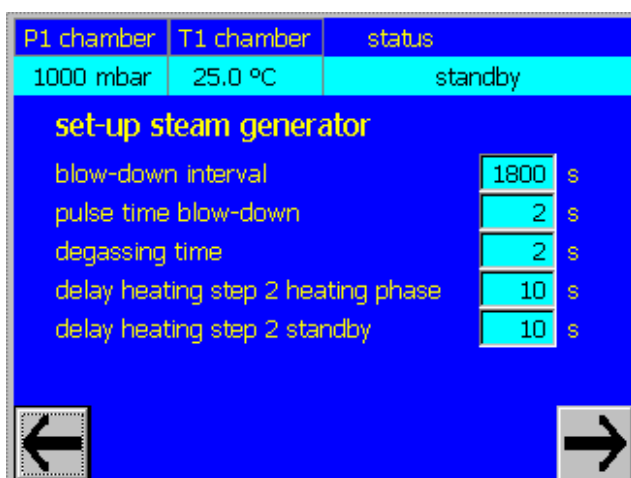 P1 chamber T1 chamber status
1000 mbar 25.0 ºC standby
set-up steam generator
blow-down interval 1800 s
pulse time blow-down 2 s
degassing time 2 s
delay heating step 2 heating phase 10 s
delay heating step 2 standby 10 s